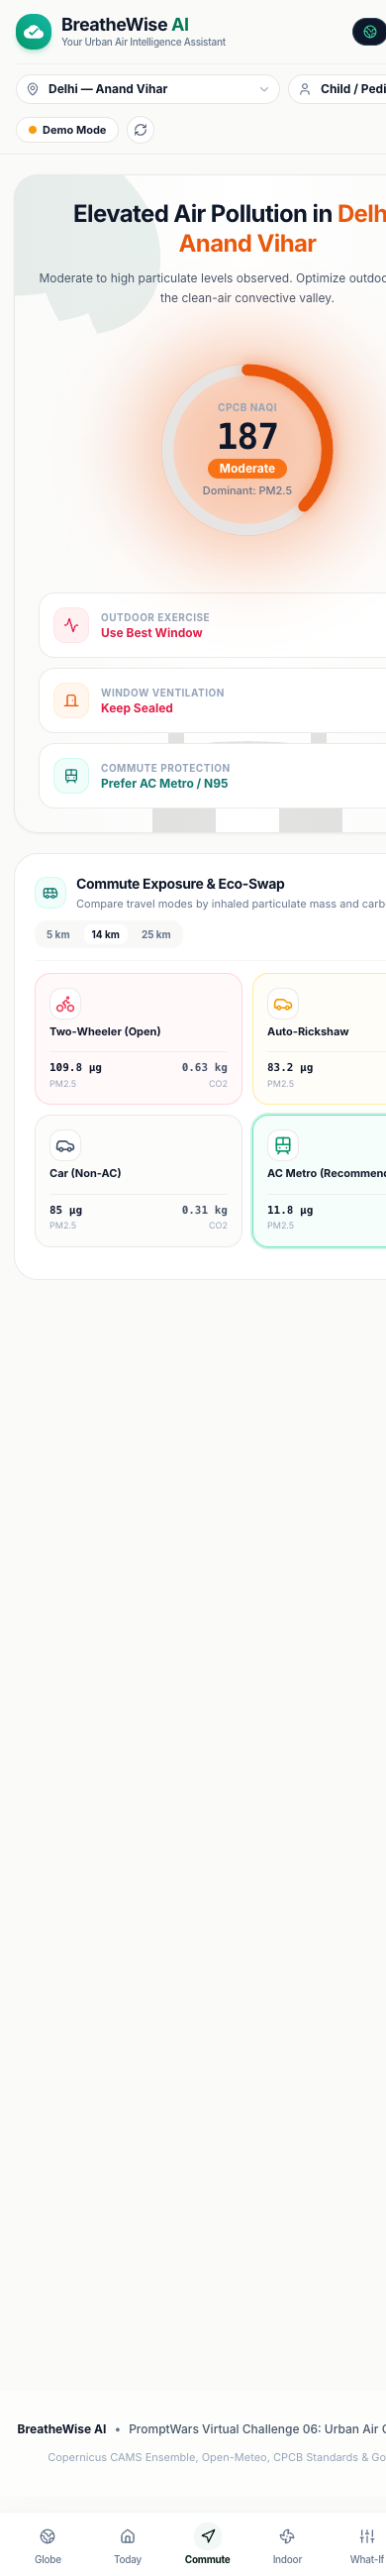 BreatheWise AI
Your Urban Air Intelligence Assistant
Delhi — Anand Vihar
Child / Pedi
Demo Mode
Elevated Air Pollution in Delh
Anand Vihar
Moderate to high particulate levels observed. Optimize outdoo
the clean-air convective valley.
CPCB NAQI
187
Moderate
Dominant: PM2.5
OUTDOOR EXERCISE
Use Best Window
WINDOW VENTILATION
Keep Sealed
COMMUTE PROTECTION
Prefer AC Metro / N95
Commute Exposure & Eco-Swap
Compare travel modes by inhaled particulate mass and carb
5 km 14 km 25 km
Two-Wheeler (Open)
109.8 µg 0.63 kg
PM2.5 CO2
Auto-Rickshaw
83.2 µg
PM2.5
Car (Non-AC)
85 µg 0.31 kg
PM2.5 CO2
AC Metro (Recommend
11.8 µg
PM2.5
BreatheWise AI • PromptWars Virtual Challenge 06: Urban Air
Copernicus CAMS Ensemble, Open-Meteo, CPCB Standards & Go
Globe Today Commute Indoor What-If